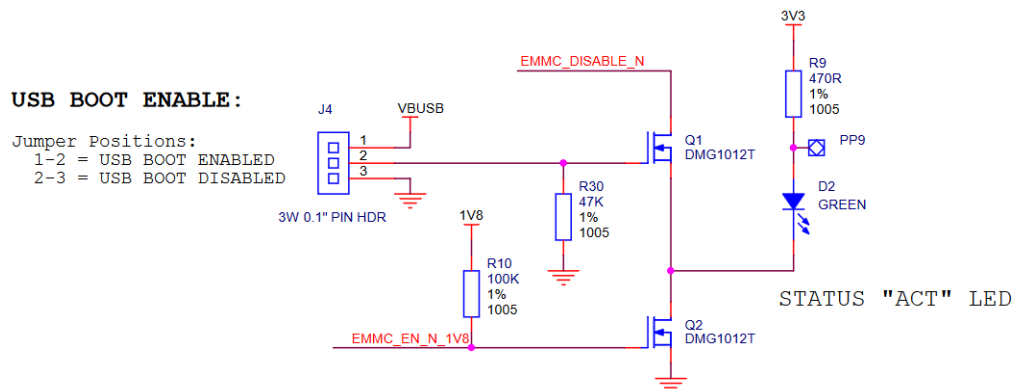 3V3
EMMC_DISABLE_N
R9
470R
1%
1005
USB BOOT ENABLE:
J4
VBUSB
Jumper Positions:
1-2 = USB BOOT ENABLED
2-3 = USB BOOT DISABLED
1
2
3
Q1
DMG1012T
PP9
D2
GREEN
R30
47K
1%
1005
3W 0.1" PIN HDR
1V8
R10
100K
1%
1005
STATUS "ACT" LED
EMMC_EN_N_1V8
Q2
DMG1012T